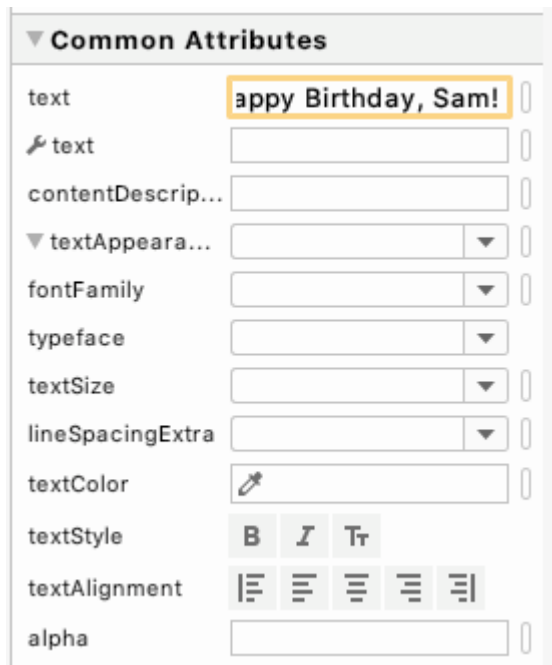 Common Attributes
text appy Birthday, Sam!
text
contentDescrip...
textAppeara...
fontFamily
typeface
textSize
lineSpacingExtra
textColor
textStyle B I Tт
textAlignment
alpha